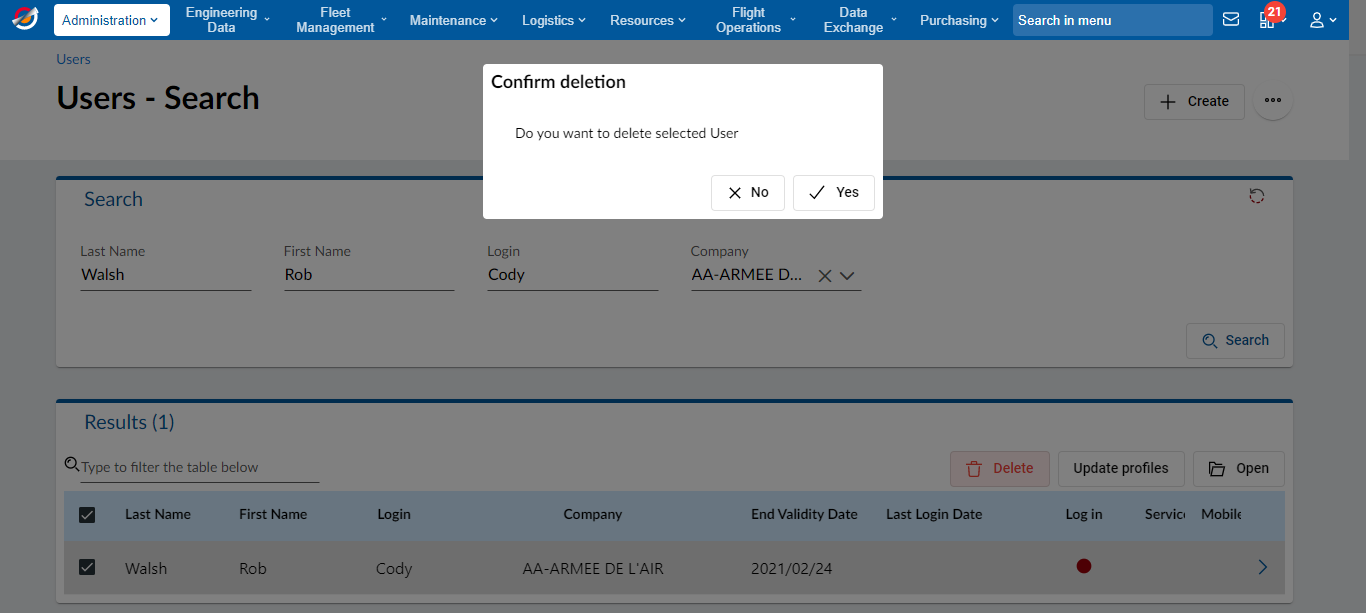 Administration
Engineering
Data
Fleet
Management
Maintenance
Logistics
Resources
Flight
Operations
Data
Exchange
Purchasing
Search in menu
21
Users
Users - Search
Create
Confirm deletion
Do you want to delete selected User
No
Yes
Search
Last Name
First Name
Login
Company
Walsh
Rob
Cody
AA-ARMEE D...
Search
Results (1)
Type to filter the table below
Delete
Update profiles
Open
Last Name
First Name
Login
Company
End Validity Date
Last Login Date
Log in
Servic
Mobile
Walsh
Rob
Cody
AA-ARMEE DE L'AIR
2021/02/24